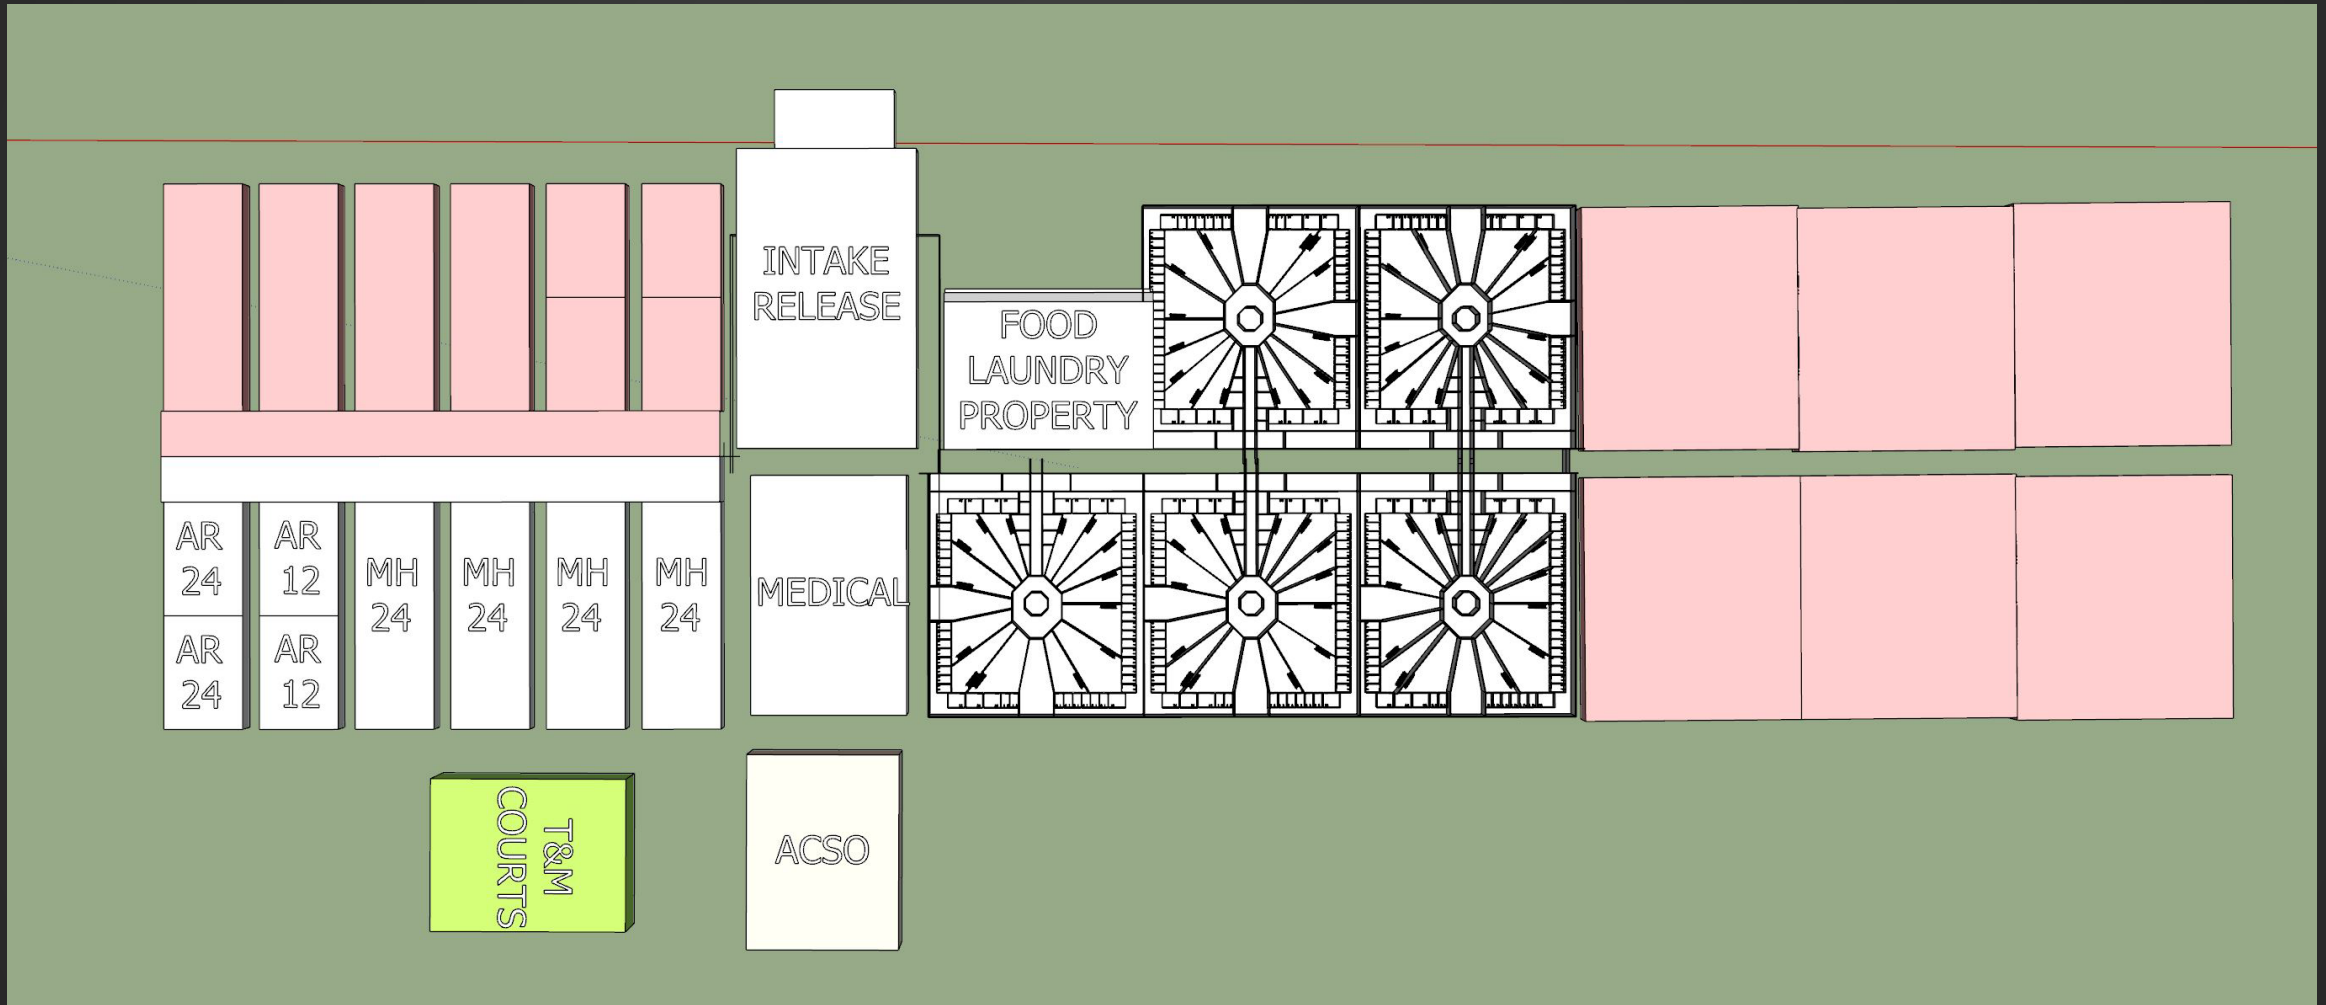 INTAKE
RELEASE
FOOD
LAUNDRY
PROPERTY
AR
24
AR
12
MH
24
MH
24
MH
24
MH
24
AR
24
AR
12
MEDICAL
T&M
COURTS
ACSO